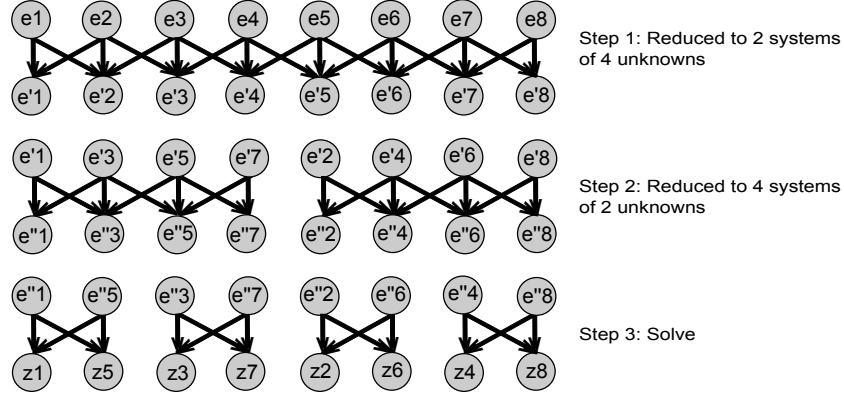 e1 e2 e3 e4 e5 e6 e7 e8
Step 1: Reduced to 2 systems
of 4 unknowns
e'1 e'2 e'3 e'4 e'5 e'6 e'7 e'8
e'1 e'3 e'5 e'7 e'2 e'4 e'6 e'8
Step 2: Reduced to 4 systems
of 2 unknowns
e''1 e''3 e''5 e''7 e''2 e''4 e''6 e''8
e''1 e''5 e''3 e''7 e''2 e''6 e''4 e''8
Step 3: Solve
z1 z5 z3 z7 z2 z6 z4 z8